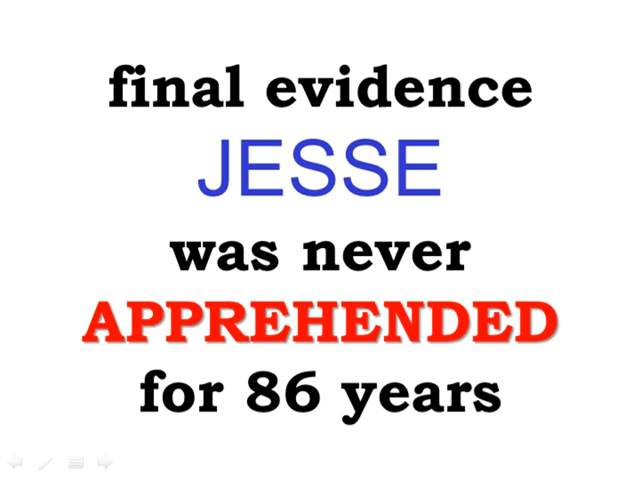 final evidence
JESSE
was never
APPREHENDED
for 86 years